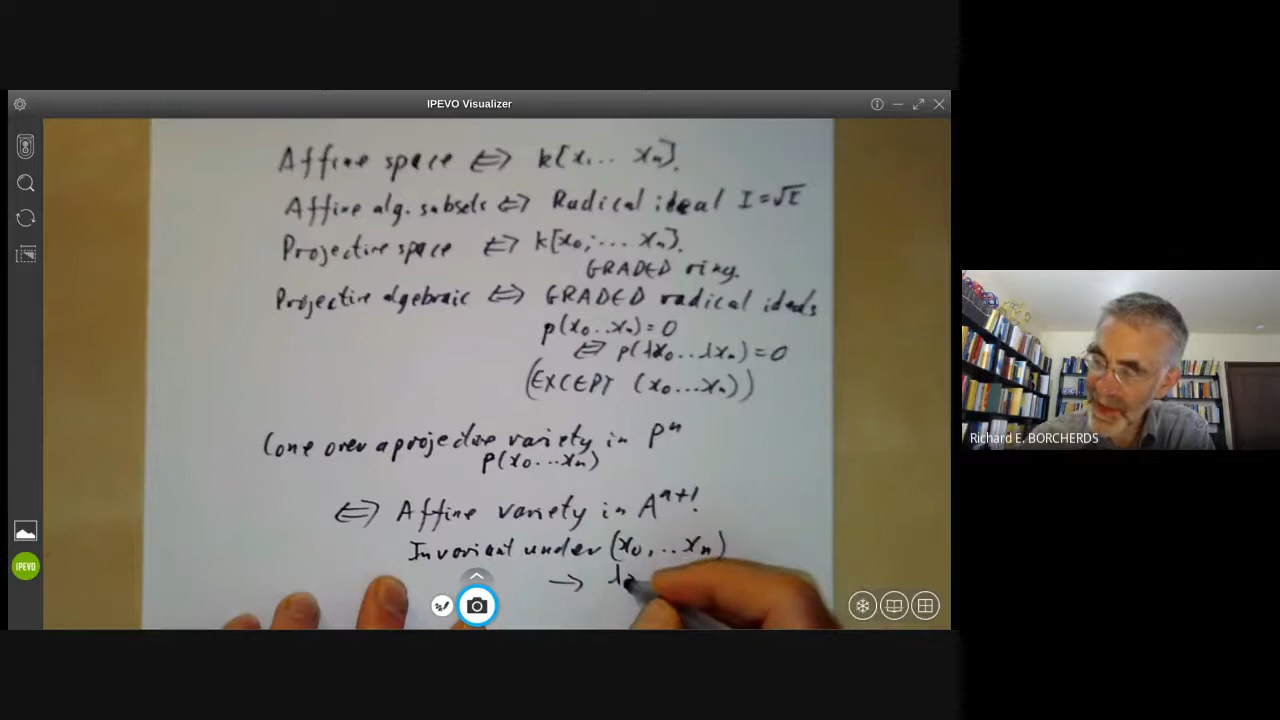 IPEVO Visualizer
Affine space ⇔ k[x1... xn].
Affine alg. subsets ⇔ Radical ideal I=√I
Projective space ⇔ k[x0,... xn].
GRADED ring.
Projective algebraic ⇔ GRADED radical ideals
p(x0..xn)=0
⇔ p(λx0...λxn)=0
(EXCEPT (x0...xn))
Cone over a projective variety in Pⁿ
p(x0...xn)
⇔ Affine variety in Aⁿ⁺¹
Invariant under (x0,..xn)
→ λ
Richard E. BORCHERDS
IPEVO